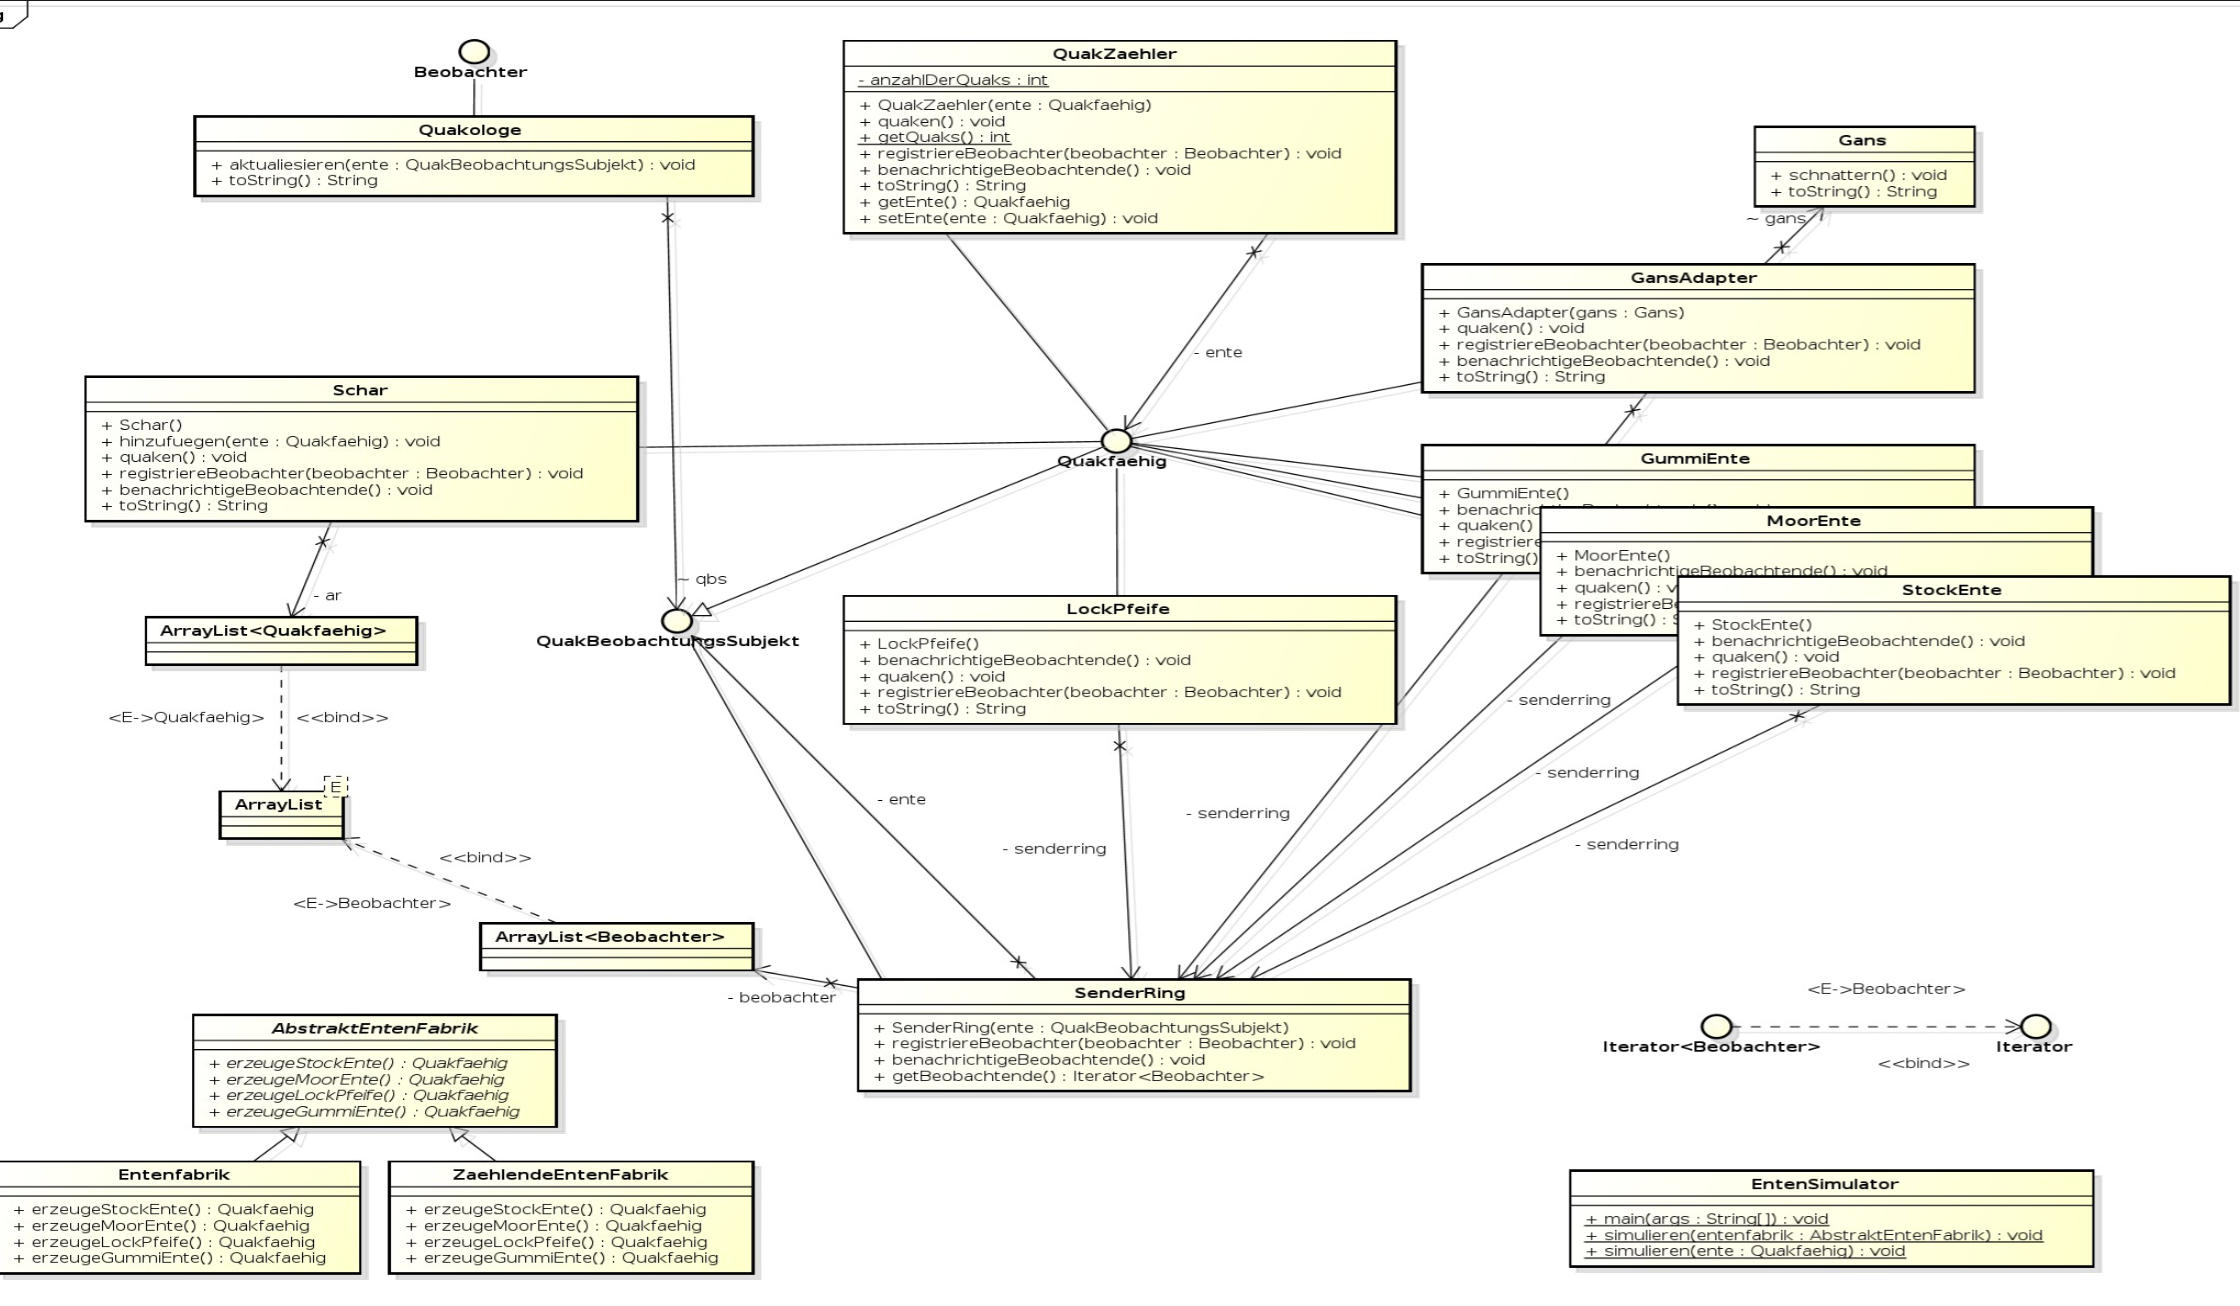 g
Beobachter
Quakologe
+ aktualiesieren(ente : QuakBeobachtungsSubjekt) : void
+ toString() : String
QuakZaehler
- anzahlDerQuaks : int
+ QuakZaehler(ente : Quakfaehig)
+ quaken() : void
+ getQuaks() : int
+ registriereBeobachter(beobachter : Beobachter) : void
+ benachrichtigeBeobachtende() : void
+ toString() : String
+ getEnte() : Quakfaehig
+ setEnte(ente : Quakfaehig) : void
Gans
+ schnattern() : void
+ toString() : String
~ gans
GansAdapter
+ GansAdapter(gans : Gans)
+ quaken() : void
+ registriereBeobachter(beobachter : Beobachter) : void
+ benachrichtigeBeobachtende() : void
+ toString() : String
- ente
Schar
+ Schar()
+ hinzufuegen(ente : Quakfaehig) : void
+ quaken() : void
+ registriereBeobachter(beobachter : Beobachter) : void
+ benachrichtigeBeobachtende() : void
+ toString() : String
Quakfaehig
GummiEnte
+ GummiEnte()
+ benachric
+ quaken()
+ registriere
+ toString()
MoorEnte
+ MoorEnte()
+ benachrichtigeBeobachtende() : void
+ quaken() : v
+ registriereBe
+ toString() : S
StockEnte
+ StockEnte()
+ benachrichtigeBeobachtende() : void
+ quaken() : void
+ registriereBeobachter(beobachter : Beobachter) : void
+ toString() : String
~ qbs
- ar
ArrayList<Quakfaehig>
QuakBeobachtungsSubjekt
LockPfeife
+ LockPfeife()
+ benachrichtigeBeobachtende() : void
+ quaken() : void
+ registriereBeobachter(beobachter : Beobachter) : void
+ toString() : String
<E->Quakfaehig>
<<bind>>
- senderring
- senderring
- ente
- senderring
- senderring
- senderring
E
ArrayList
<<bind>>
<E->Beobachter>
ArrayList<Beobachter>
- beobachter
SenderRing
+ SenderRing(ente : QuakBeobachtungsSubjekt)
+ registriereBeobachter(beobachter : Beobachter) : void
+ benachrichtigeBeobachtende() : void
+ getBeobachtende() : Iterator<Beobachter>
<E->Beobachter>
Iterator<Beobachter>
Iterator
<<bind>>
AbstraktEntenFabrik
+ erzeugeStockEnte() : Quakfaehig
+ erzeugeMoorEnte() : Quakfaehig
+ erzeugeLockPfeife() : Quakfaehig
+ erzeugeGummiEnte() : Quakfaehig
Entenfabrik
+ erzeugeStockEnte() : Quakfaehig
+ erzeugeMoorEnte() : Quakfaehig
+ erzeugeLockPfeife() : Quakfaehig
+ erzeugeGummiEnte() : Quakfaehig
ZaehlendeEntenFabrik
+ erzeugeStockEnte() : Quakfaehig
+ erzeugeMoorEnte() : Quakfaehig
+ erzeugeLockPfeife() : Quakfaehig
+ erzeugeGummiEnte() : Quakfaehig
EntenSimulator
+ main(args : String[]) : void
+ simulieren(entenfabrik : AbstraktEntenFabrik) : void
+ simulieren(ente : Quakfaehig) : void